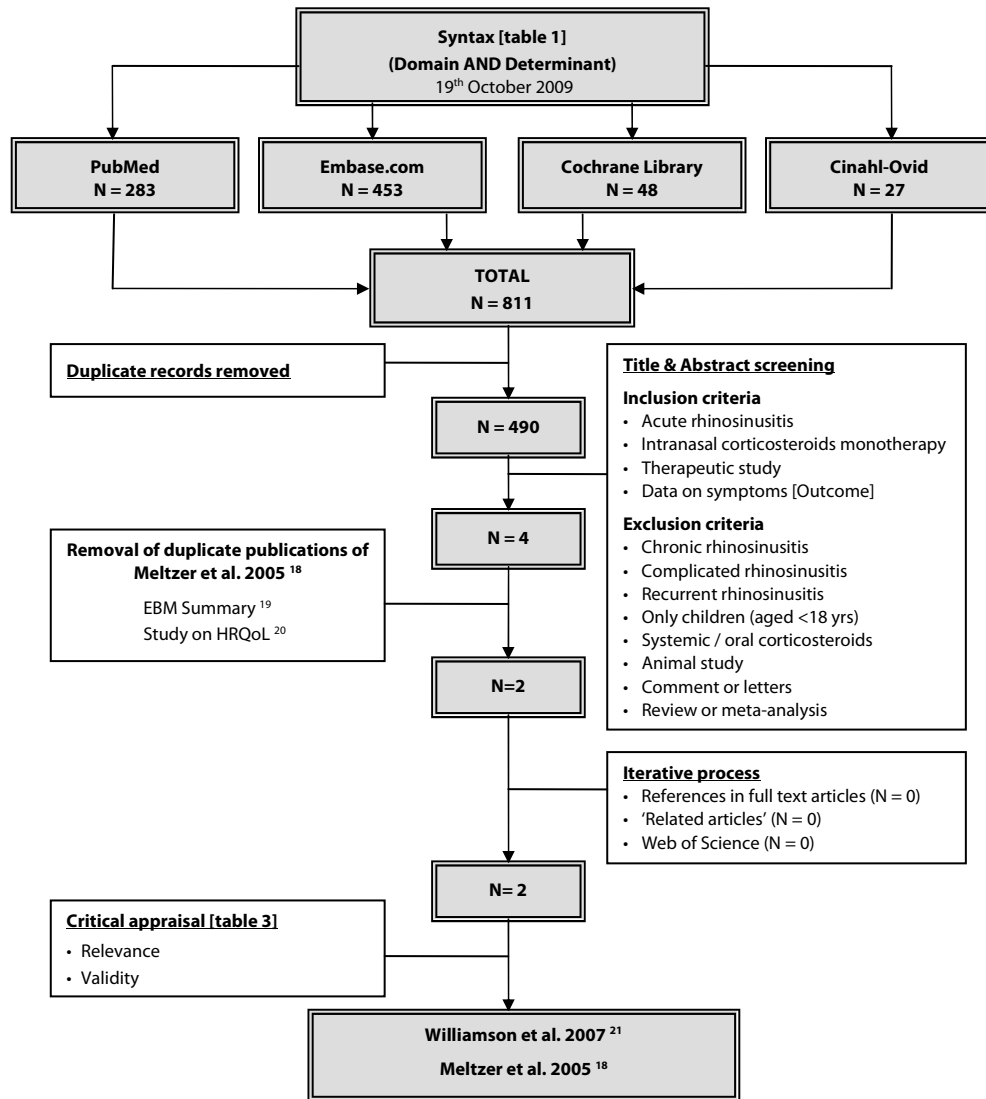 Syntax [table 1]
(Domain AND Determinant)
19th October 2009
PubMed
N = 283
Embase.com
N = 453
Cochrane Library
N = 48
Cinahl-Ovid
N = 27
TOTAL
N = 811
Duplicate records removed
N = 490
Title & Abstract screening
Inclusion criteria
• Acute rhinosinusitis
• Intranasal corticosteroids monotherapy
• Therapeutic study
• Data on symptoms [Outcome]
Exclusion criteria
• Chronic rhinosinusitis
• Complicated rhinosinusitis
• Recurrent rhinosinusitis
• Only children (aged <18 yrs)
• Systemic / oral corticosteroids
• Animal study
• Comment or letters
• Review or meta-analysis
N = 4
Removal of duplicate publications of
Meltzer et al. 2005 18
EBM Summary 19
Study on HRQoL 20
N=2
Iterative process
• References in full text articles (N = 0)
• ‘Related articles’ (N = 0)
• Web of Science (N = 0)
N= 2
Critical appraisal [table 3]
• Relevance
• Validity
Williamson et al. 2007 21
Meltzer et al. 2005 18